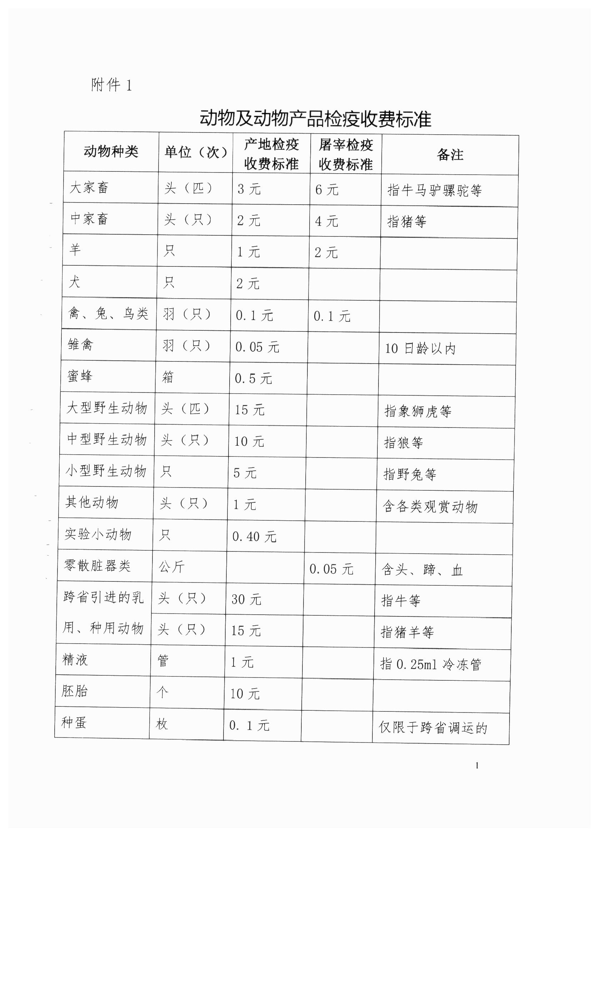 附件 1
动物及动物产品检疫收费标准
动物种类 单位（次） 产地检疫收费标准 屠宰检疫收费标准 备注
大家畜 头（匹） 3 元 6 元 指牛马驴骡驼等
中家畜 头（只） 2 元 4 元 指猪等
羊 只 1 元 2 元
犬 只 2 元
禽、兔、鸟类 羽（只） 0.1 元 0.1 元
雏禽 羽（只） 0.05 元 10 日龄以内
蜜蜂 箱 0.5 元
大型野生动物 头（匹） 15 元 指象狮虎等
中型野生动物 头（只） 10 元 指狼等
小型野生动物 只 5 元 指野兔等
其他动物 头（只） 1 元 含各类观赏动物
实验小动物 只 0.40 元
零散脏器类 公斤 0.05 元 含头、蹄、血
跨省引进的乳 头（只） 30 元 指牛等
用、种用动物 头（只） 15 元 指猪羊等
精液 管 1 元 指 0.25ml 冷冻管
胚胎 个 10 元
种蛋 枚 0.1 元 仅限于跨省调运的
1